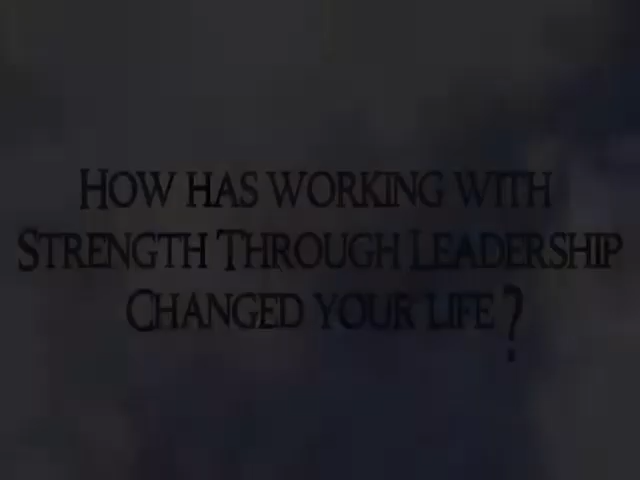 How has working with
Strength Through Leadership
Changed your life?